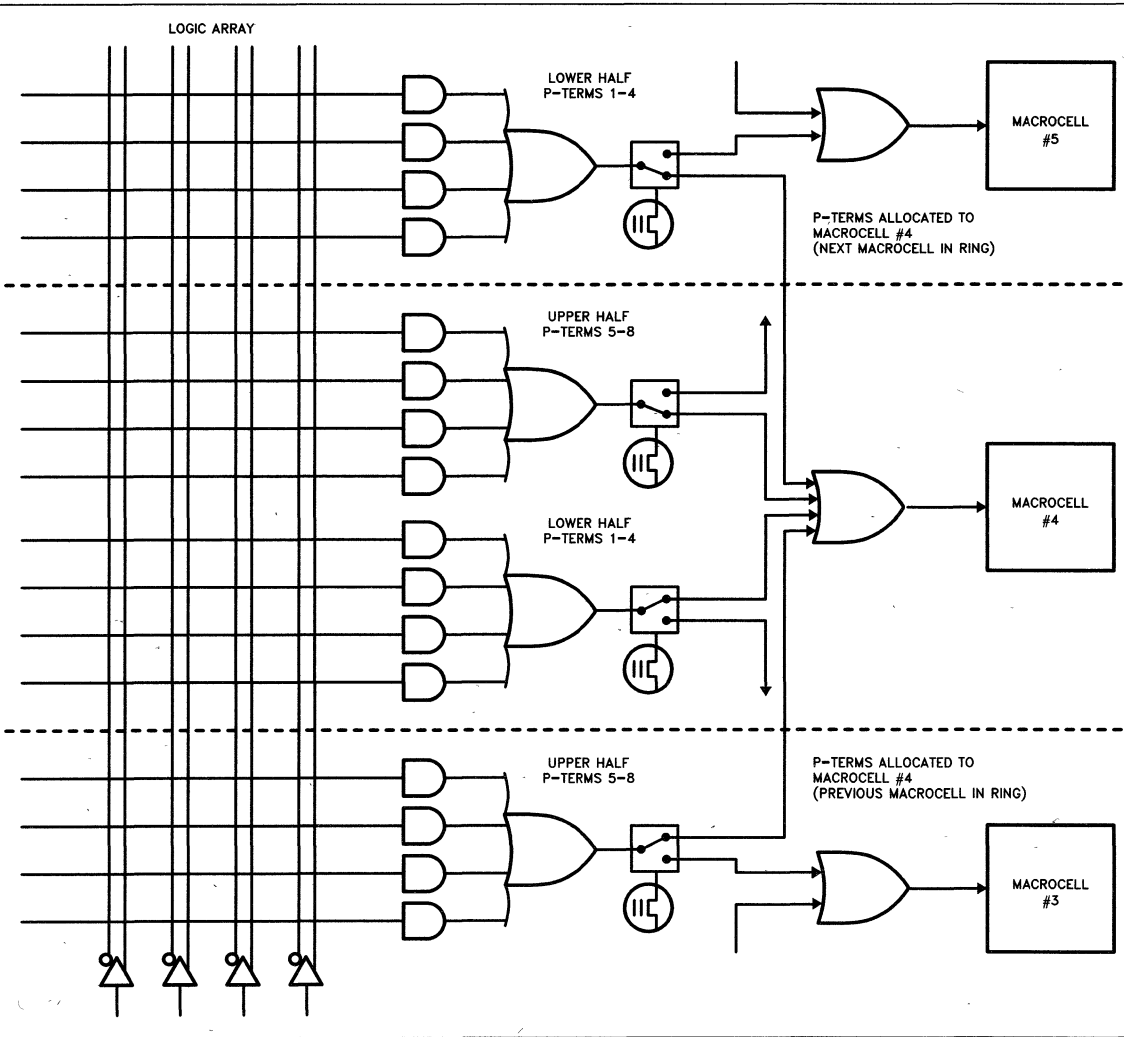 LOGIC ARRAY
LOWER HALF
P-TERMS 1-4
MACROCELL
#5
P-TERMS ALLOCATED TO
MACROCELL #4
(NEXT MACROCELL IN RING)
UPPER HALF
P-TERMS 5-8
MACROCELL
#4
LOWER HALF
P-TERMS 1-4
UPPER HALF
P-TERMS 5-8
P-TERMS ALLOCATED TO
MACROCELL #4
(PREVIOUS MACROCELL IN RING)
MACROCELL
#3